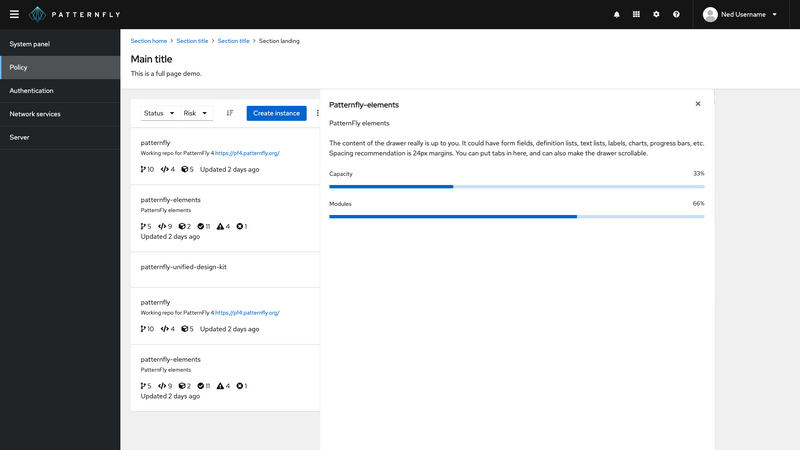 PATTERNFLY
Ned Username
System panel
Policy
Authentication
Network services
Server
Section home > Section title > Section title > Section landing
Main title
This is a full page demo.
Status Risk Create instance
patternfly
Working repo for PatternFly 4 https://pf4.patternfly.org/
10 4 5 Updated 2 days ago
patternfly-elements
PatternFly elements
5 9 2 11 4 1
Updated 2 days ago
patternfly-unified-design-kit
patternfly
Working repo for PatternFly 4 https://pf4.patternfly.org/
10 4 5 Updated 2 days ago
patternfly-elements
PatternFly elements
5 9 2 11 4 1
Updated 2 days ago
Patternfly-elements
PatternFly elements
The content of the drawer really is up to you. It could have form fields, definition lists, text lists, labels, charts, progress bars, etc.
Spacing recommendation is 24px margins. You can put tabs in here, and can also make the drawer scrollable.
Capacity 33%
Modules 66%